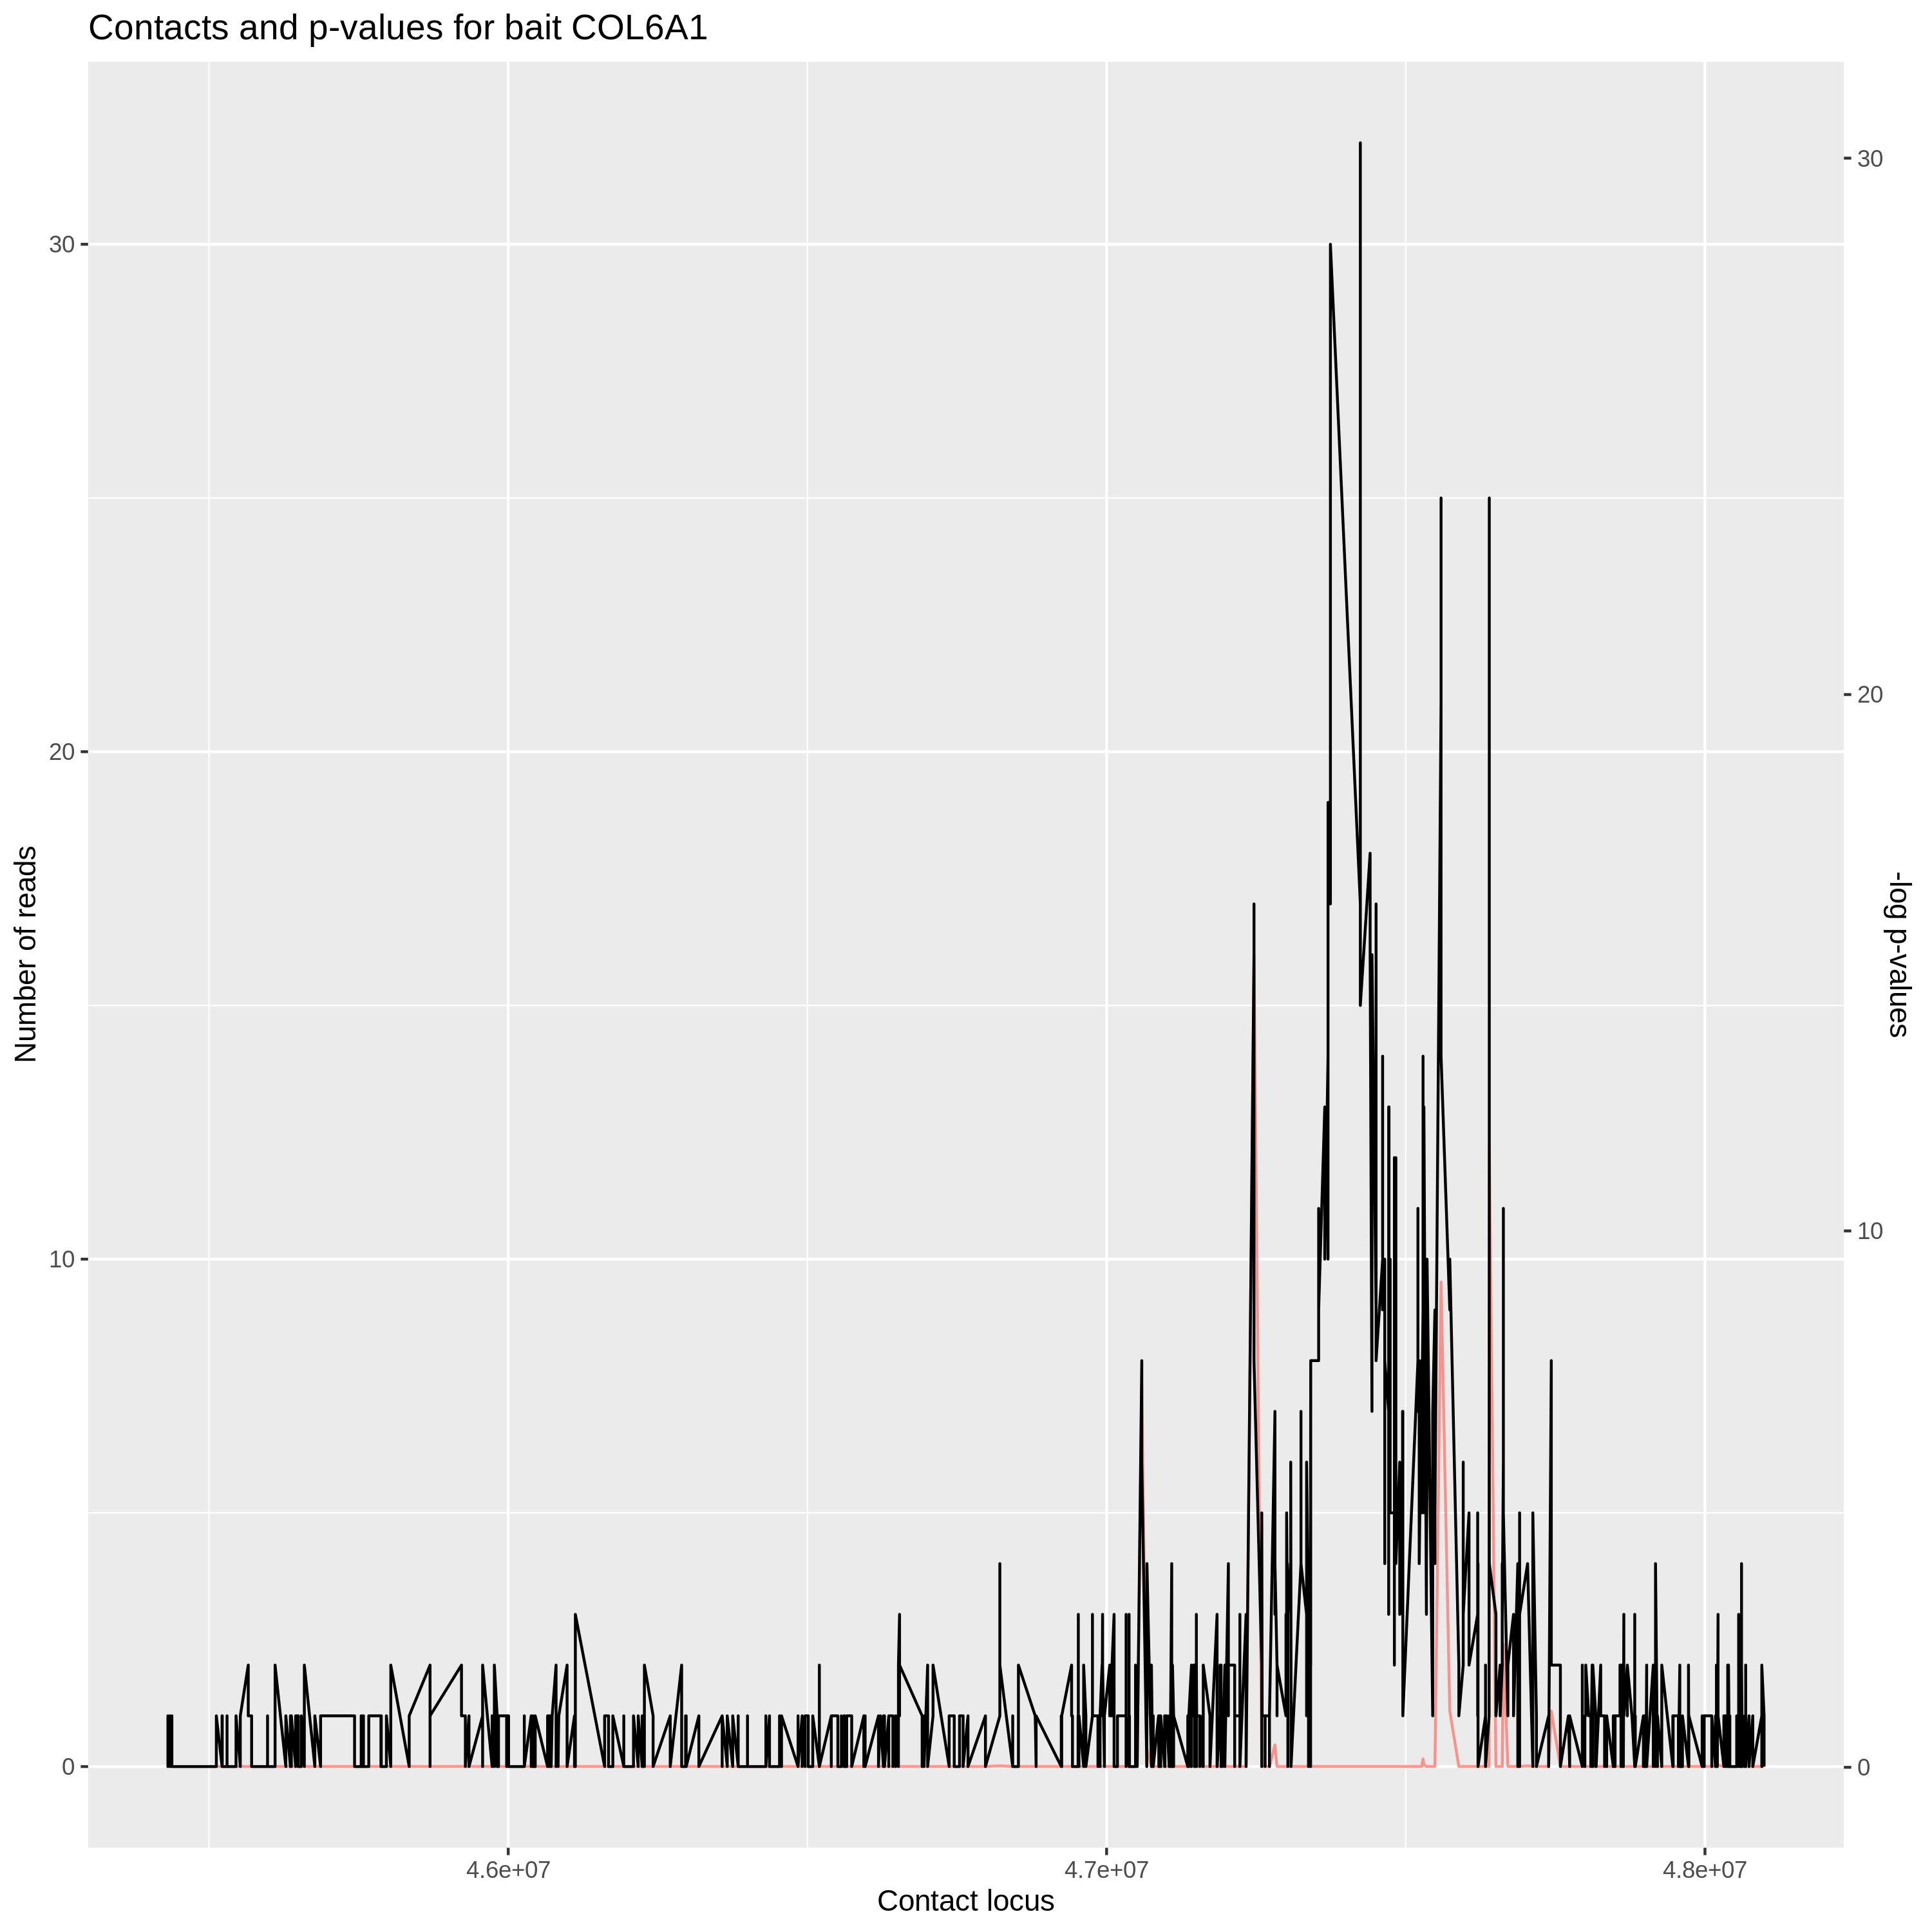 Contacts and p-values for bait COL6A1
30
20
10
0
Number of reads
30
20
10
0
-log p-values
4.6e+07
4.7e+07
4.8e+07
Contact locus